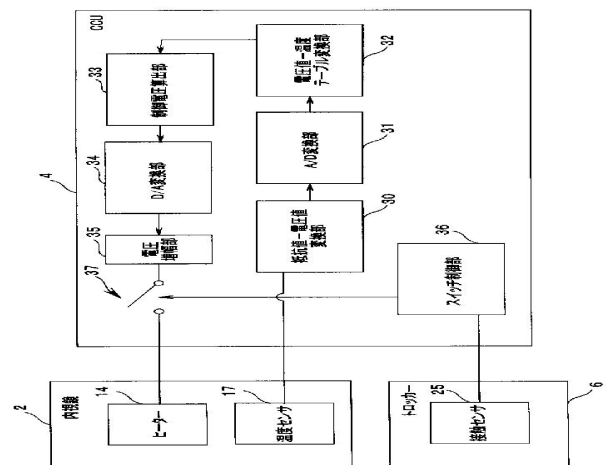 CCU
4
33
制御電圧算出部
34
D/A変換部
35
電圧
増幅部
37
32
電圧値－温度
テーブル変換部
31
A/D変換部
30
抵抗値－電圧値
変換部
36
スイッチ制御部
2
内視鏡
14
ヒーター
17
温度センサ
トロッカー
6
25
接触センサ